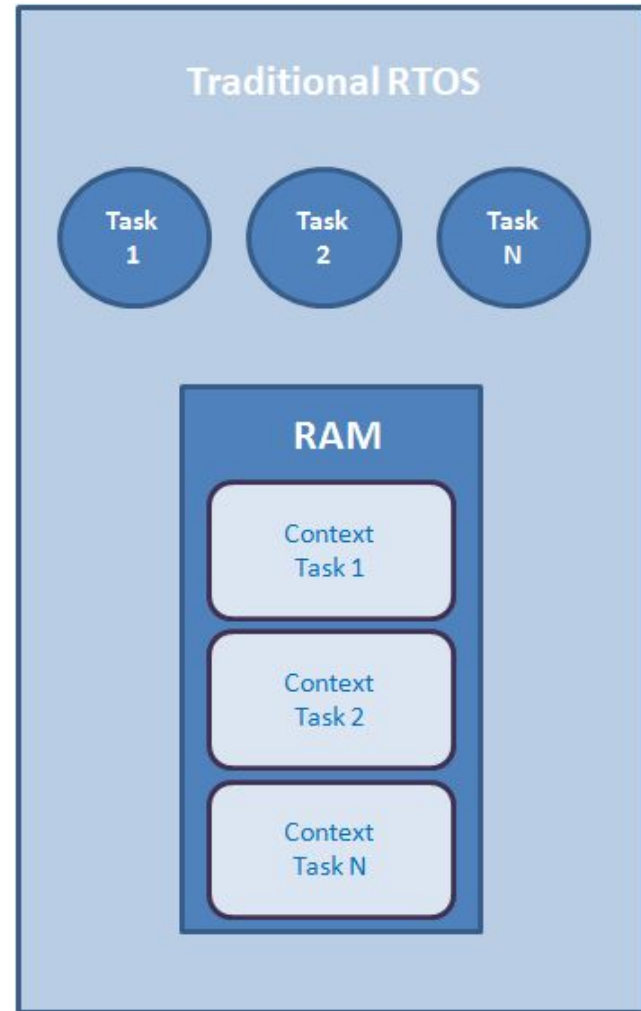 Traditional RTOS
Task
1
Task
2
Task
N
RAM
Context
Task 1
Context
Task 2
Context
Task N